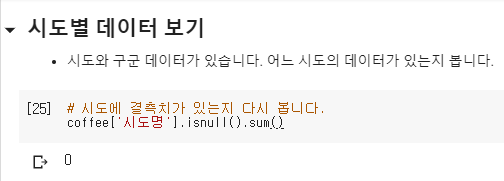 시도별 데이터 보기
시도와 구군 데이터가 있습니다. 어느 시도의 데이터가 있는지 봅니다.
[25] # 시도에 결측치가 있는지 다시 봅니다.
coffee['시도명'].isnull().sum()
0